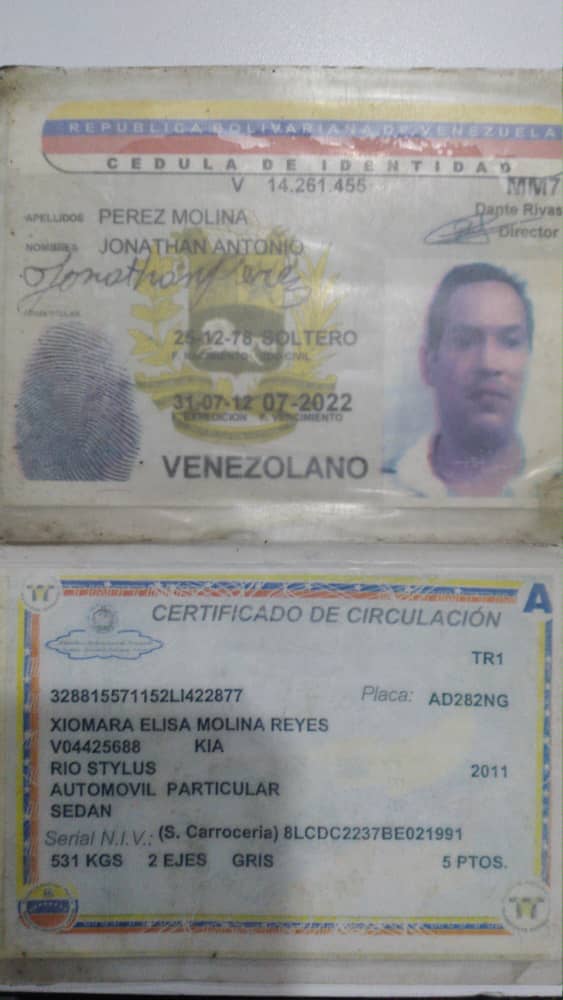 REPUBLICA BOLIVARIANA DE VENEZUELA
CEDULA DE IDENTIDAD
V 14.261.455 MM7
Dante Rivas
Director
APELLIDOS PEREZ MOLINA
NOMBRES JONATHAN ANTONIO
Jonathan Perez
25-12-78 SOLTERO
F. NACIMIENTO CIVIL
31-07-12 07-2022
F. EXPEDICION F. VENCIMIENTO
VENEZOLANO
A
CERTIFICADO DE CIRCULACIÓN
TR1
328815571152LI422877 Placa: AD282NG
XIOMARA ELISA MOLINA REYES
V04425688 KIA
RIO STYLUS 2011
AUTOMOVIL PARTICULAR
SEDAN
Serial N.I.V.: (S. Carroceria) 8LCDC2237BE021991
531 KGS 2 EJES GRIS 5 PTOS.